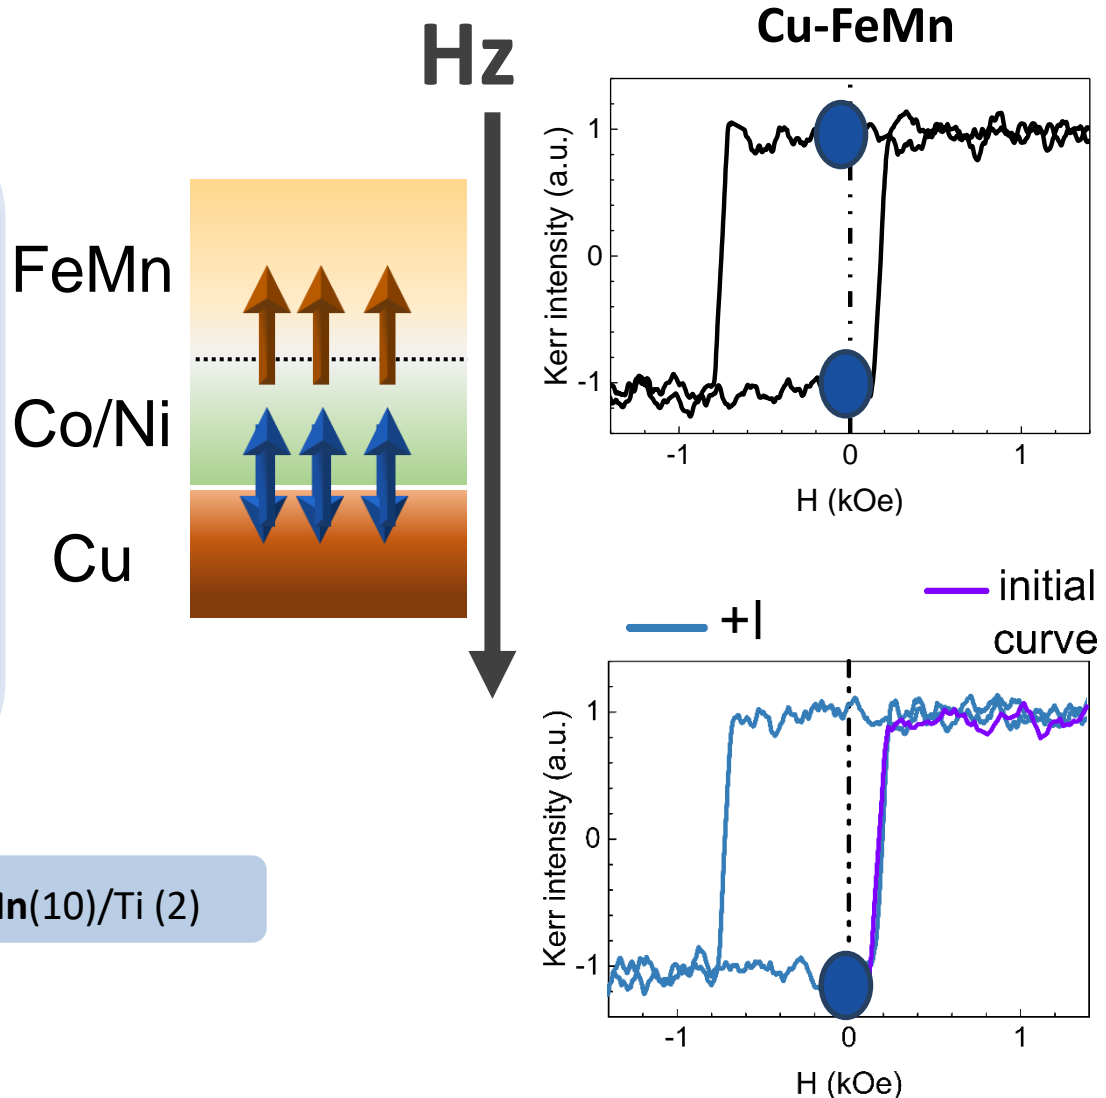 Hz
FeMn
Co/Ni
Cu
Cu-FeMn
Kerr intensity (a.u.)
1
0
-1
-1
0
1
H (kOe)
+I
initial
curve
Kerr intensity (a.u.)
1
0
-1
-1
0
1
H (kOe)
(10)/Ti (2)